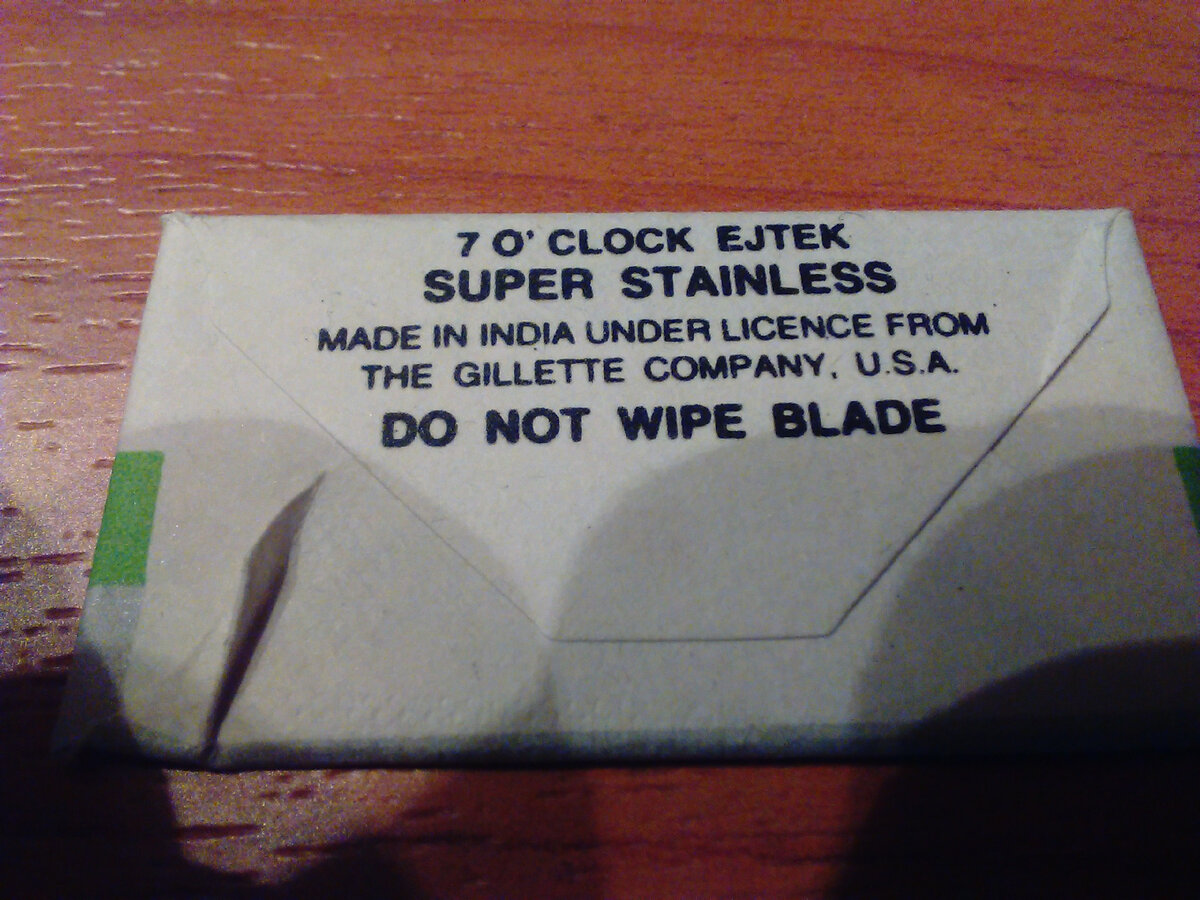 7 O' CLOCK EJTEK
SUPER STAINLESS
MADE IN INDIA UNDER LICENCE FROM
THE GILLETTE COMPANY, U.S.A.
DO NOT WIPE BLADE